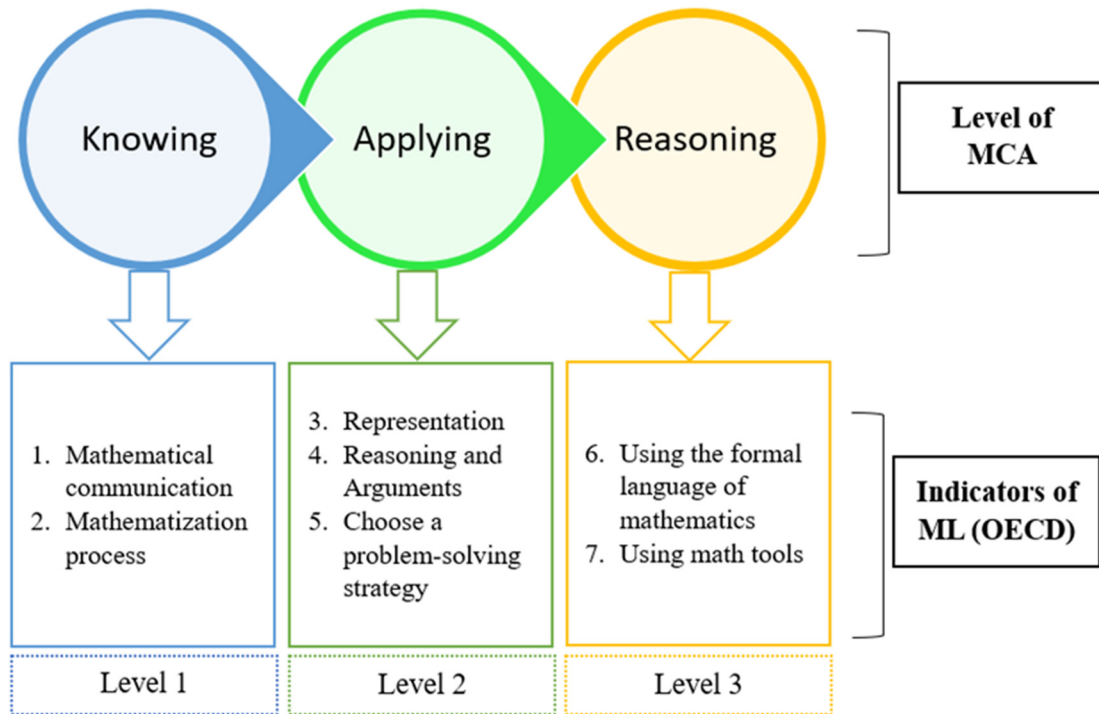 Knowing
Applying
Reasoning
Level of
MCA
1. Mathematical
communication
2. Mathematization
process
3. Representation
4. Reasoning and
Arguments
5. Choose a
problem-solving
strategy
6. Using the formal
language of
mathematics
7. Using math tools
Indicators of
ML (OECD)
Level 1
Level 2
Level 3